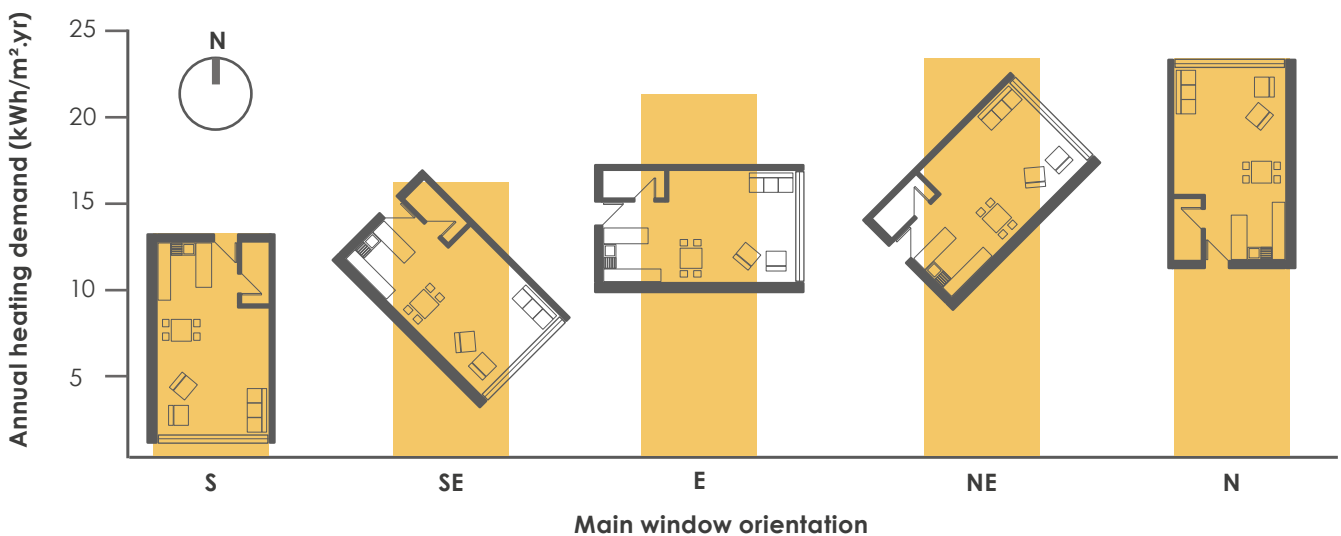 Annual heating demand (kWh/m².yr)
25
20
15
10
5
N
S
SE
E
NE
N
Main window orientation